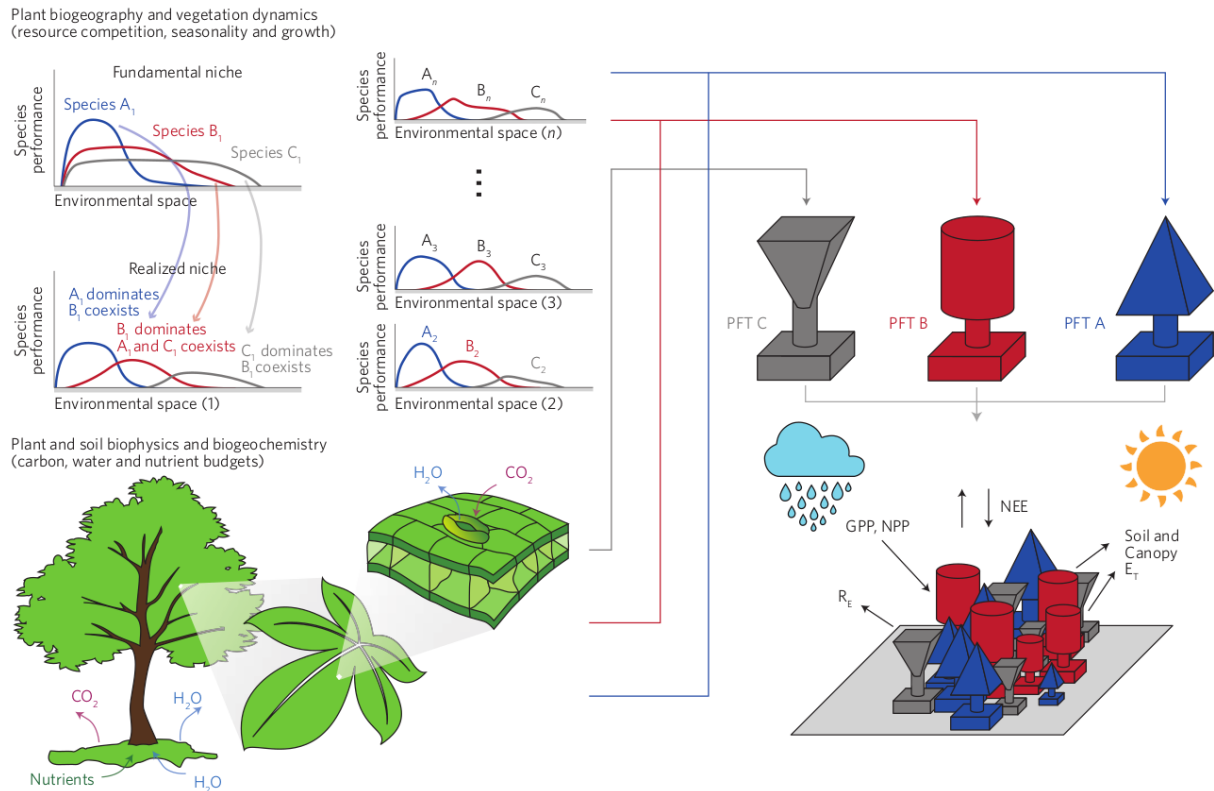 Plant biogeography and vegetation dynamics
(resource competition, seasonality and growth)
Fundamental niche
Species performance
Species A₁
Species B₁
Species C₁
Environmental space
Realized niche
Species performance
A₁ dominates
B₁ coexists
B₁ dominates
A₁ and C₁ coexists
C₁ dominates
B₁ coexists
Environmental space (1)
Species performance
Aₙ
Bₙ
Cₙ
Environmental space (n)
Species performance
A₃
B₃
C₃
Environmental space (3)
Species performance
A₂
B₂
C₂
Environmental space (2)
PFT C
PFT B
PFT A
Plant and soil biophysics and biogeochemistry
(carbon, water and nutrient budgets)
H₂O
CO₂
CO₂
H₂O
Nutrients
H₂O
NEE
GPP, NPP
Soil and
Canopy
E_T
R_E